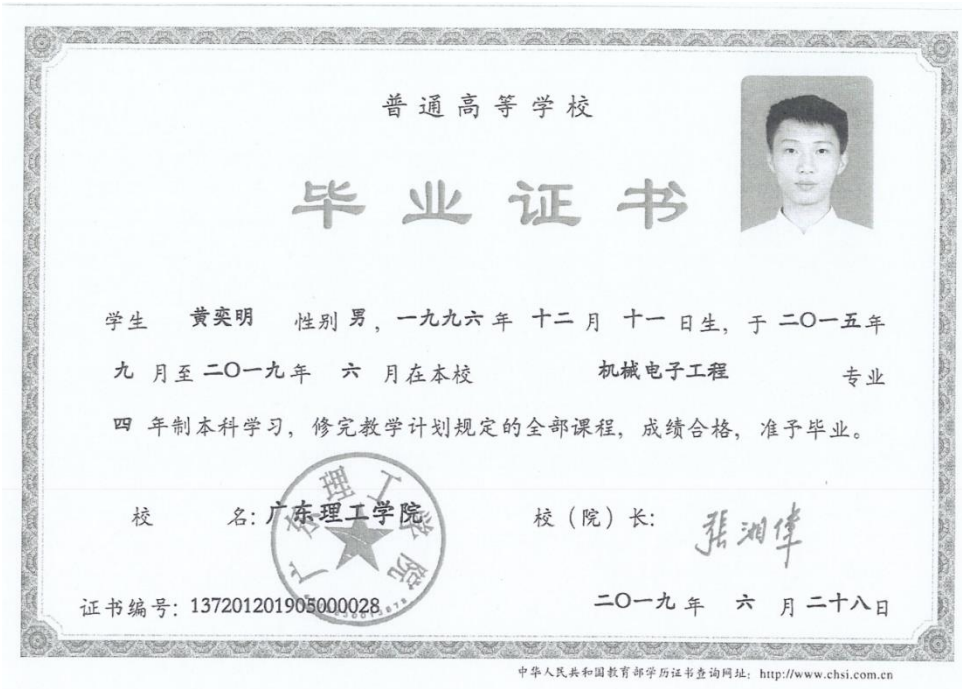 普通高等学校
毕业证书
学生 黄奕明 性别 男，一九九六年 十二 月 十一 日生，于 二〇一五年
九 月至 二〇一九年 六 月在本校 机械电子工程 专业
四 年制本科学习，修完教学计划规定的全部课程，成绩合格，准予毕业。
校 名：广东理工学院 校（院）长：张湘伟
广东理工学院
证书编号：137201201905000028 二〇一九 年 六 月 二十八日
中华人民共和国教育部学历证书查询网址：http://www.chsi.com.cn